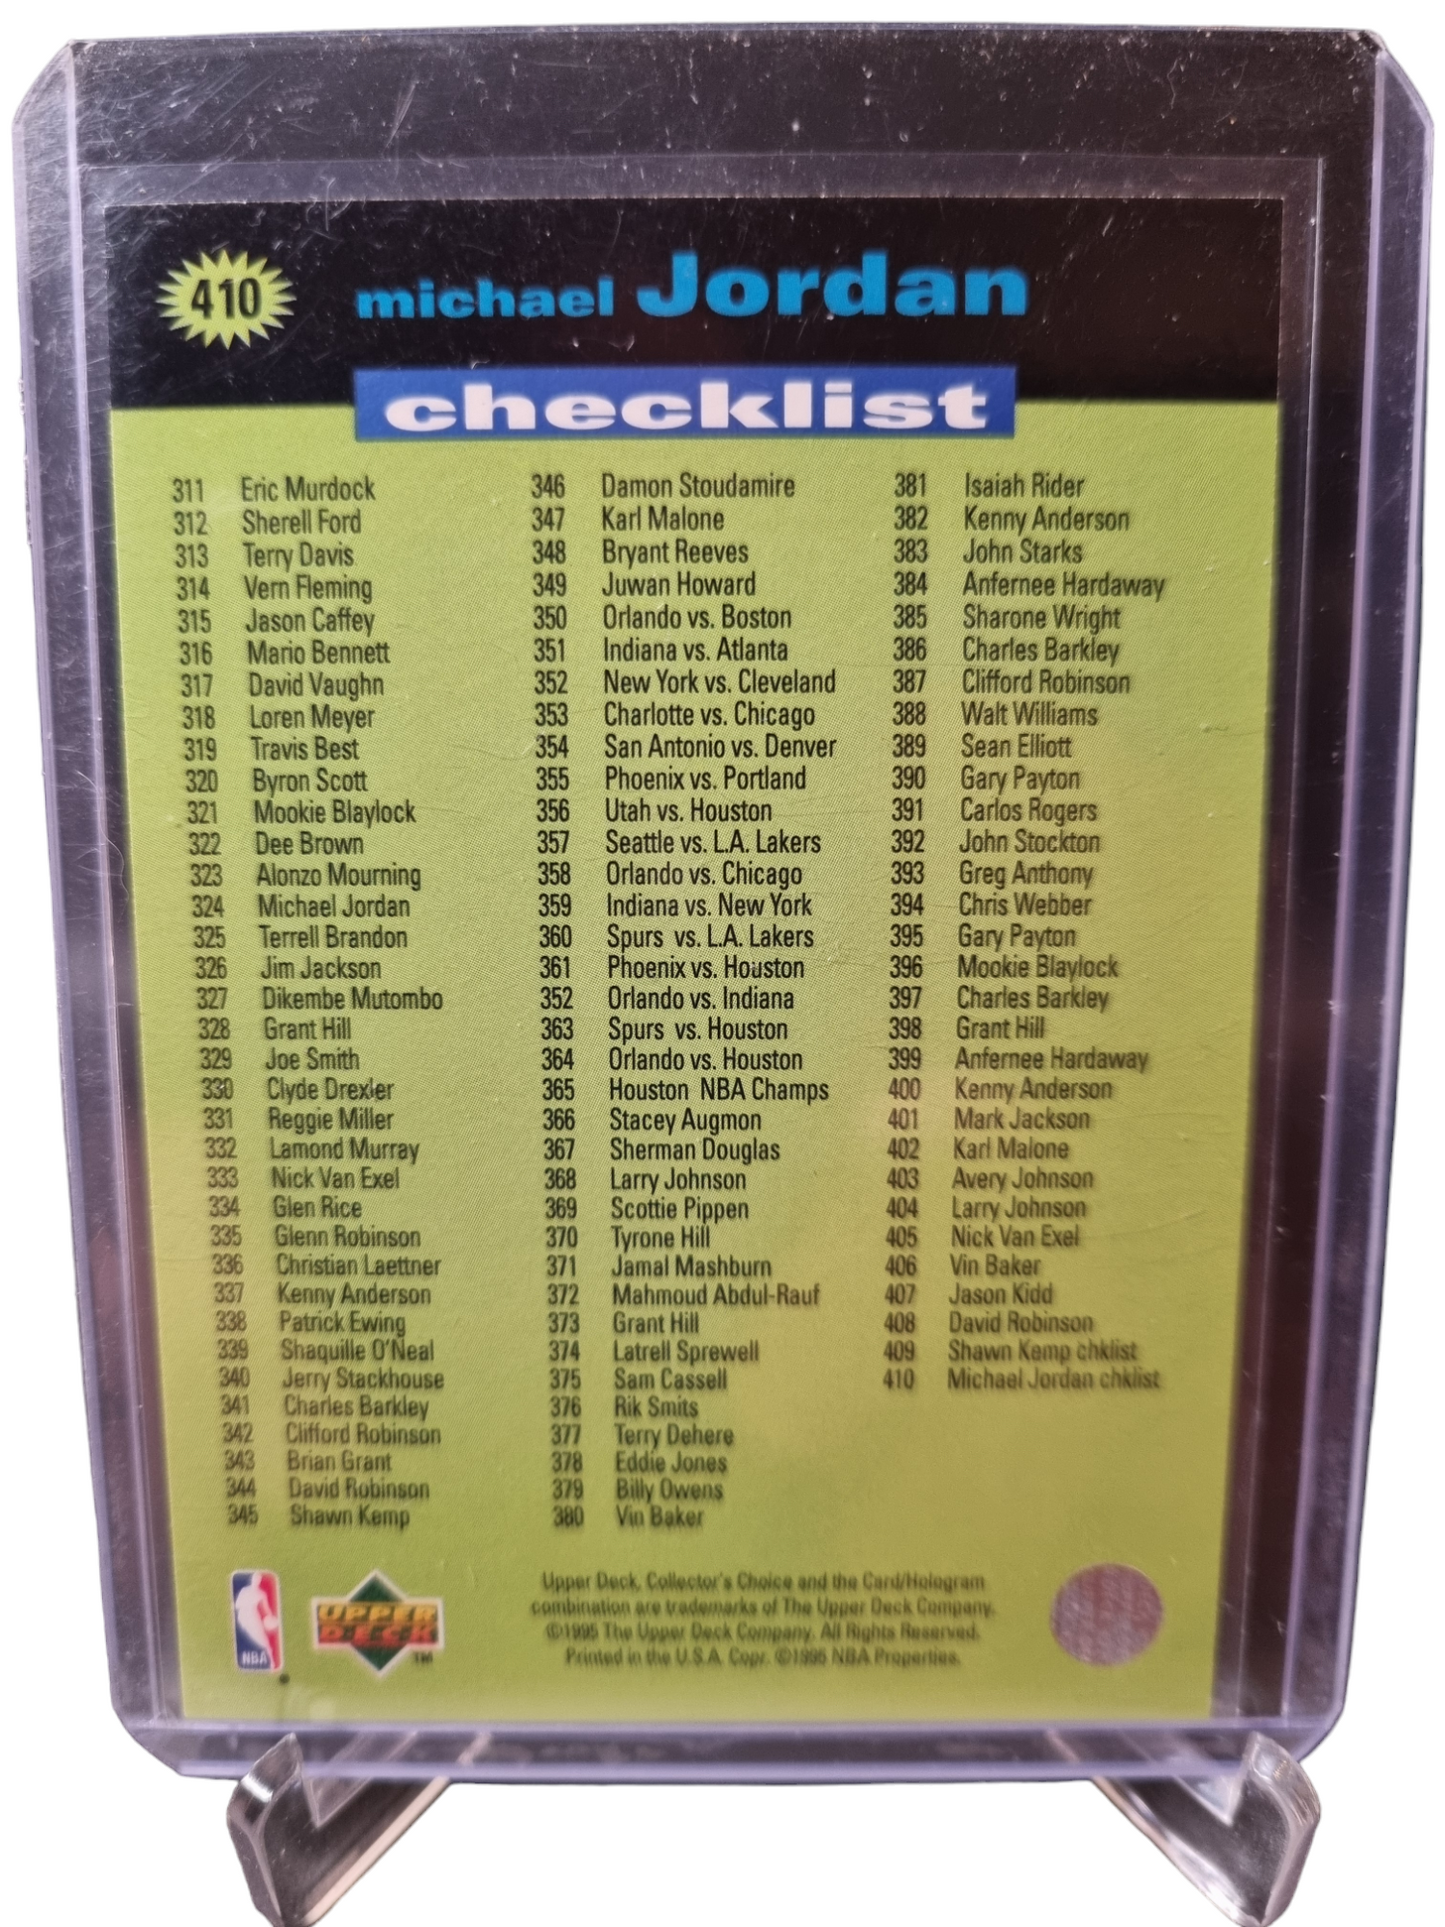 410 michael Jordan
checklist
311 Eric Murdock
312 Sherell Ford
313 Terry Davis
314 Vern Fleming
315 Jason Caffey
316 Mario Bennett
317 David Vaughn
318 Loren Meyer
319 Travis Best
320 Byron Scott
321 Mookie Blaylock
322 Dee Brown
323 Alonzo Mourning
324 Michael Jordan
325 Terrell Brandon
326 Jim Jackson
327 Dikembe Mutombo
328 Grant Hill
329 Joe Smith
330 Clyde Drexler
331 Reggie Miller
332 Lamond Murray
333 Nick Van Exel
334 Glen Rice
335 Glenn Robinson
336 Christian Laettner
337 Kenny Anderson
338 Patrick Ewing
339 Shaquille O'Neal
340 Jerry Stackhouse
341 Charles Barkley
342 Clifford Robinson
343 Brian Grant
344 David Robinson
345 Shawn Kemp
346 Damon Stoudamire
347 Karl Malone
348 Bryant Reeves
349 Juwan Howard
350 Orlando vs. Boston
351 Indiana vs. Atlanta
352 New York vs. Cleveland
353 Charlotte vs. Chicago
354 San Antonio vs. Denver
355 Phoenix vs. Portland
356 Utah vs. Houston
357 Seattle vs. L.A. Lakers
358 Orlando vs. Chicago
359 Indiana vs. New York
360 Spurs vs. L.A. Lakers
361 Phoenix vs. Houston
352 Orlando vs. Indiana
363 Spurs vs. Houston
364 Orlando vs. Houston
365 Houston NBA Champs
366 Stacey Augmon
367 Sherman Douglas
368 Larry Johnson
369 Scottie Pippen
370 Tyrone Hill
371 Jamal Mashburn
372 Mahmoud Abdul-Rauf
373 Grant Hill
374 Latrell Sprewell
375 Sam Cassell
376 Rik Smits
377 Terry Dehere
378 Eddie Jones
379 Billy Owens
380 Vin Baker
381 Isaiah Rider
382 Kenny Anderson
383 John Starks
384 Anfernee Hardaway
385 Sharone Wright
386 Charles Barkley
387 Clifford Robinson
388 Walt Williams
389 Sean Elliott
390 Gary Payton
391 Carlos Rogers
392 John Stockton
393 Greg Anthony
394 Chris Webber
395 Gary Payton
396 Mookie Blaylock
397 Charles Barkley
398 Grant Hill
399 Anfernee Hardaway
400 Kenny Anderson
401 Mark Jackson
402 Karl Malone
403 Avery Johnson
404 Larry Johnson
405 Nick Van Exel
406 Vin Baker
407 Jason Kidd
408 David Robinson
409 Shawn Kemp chklist
410 Michael Jordan chklist
NBA
UPPER
DECK
TM
Upper Deck, Collector's Choice and the Card/Hologram
combination are trademarks of The Upper Deck Company.
©1995 The Upper Deck Company. All Rights Reserved.
Printed in the U.S.A. Copr. ©1995 NBA Properties.